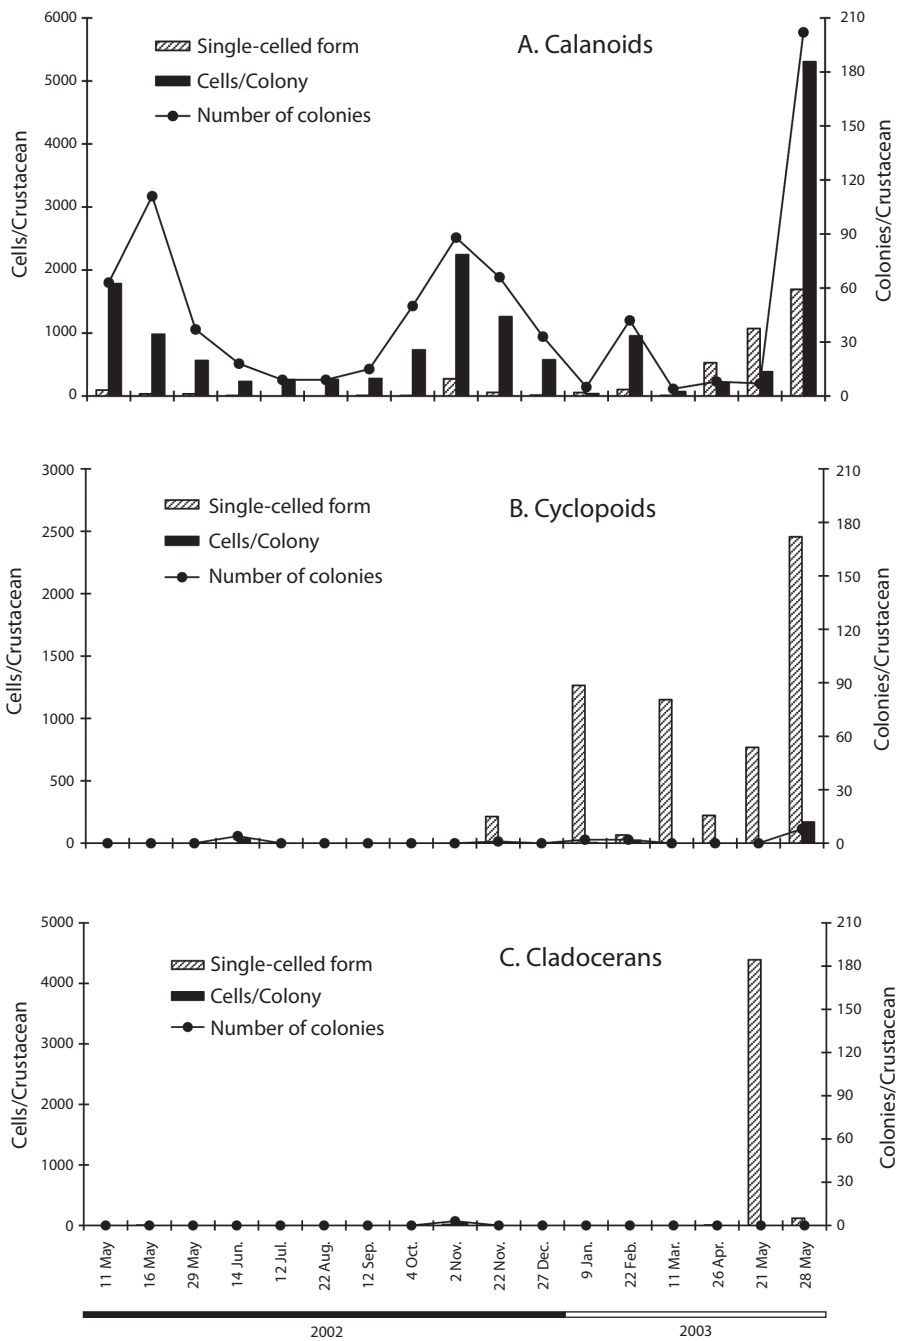 6000
5000
4000
3000
2000
1000
0
Cells/Crustacean
Single-celled form
Cells/Colony
Number of colonies
A. Calanoids
210
180
150
120
90
60
30
0
Colonies/Crustacean
3000
2500
2000
1500
1000
500
0
Cells/Crustacean
Single-celled form
Cells/Colony
Number of colonies
B. Cyclopoids
210
180
150
120
90
60
30
0
Colonies/Crustacean
5000
4000
3000
2000
1000
0
Cells/Crustacean
Single-celled form
Cells/Colony
Number of colonies
C. Cladocerans
210
180
150
120
90
60
30
0
Colonies/Crustacean
11 May
16 May
29 May
14 Jun.
12 Jul.
22 Aug.
12 Sep.
4 Oct.
2 Nov.
22 Nov.
27 Dec.
9 Jan.
22 Feb.
11 Mar.
26 Apr.
21 May
28 May
2002
2003